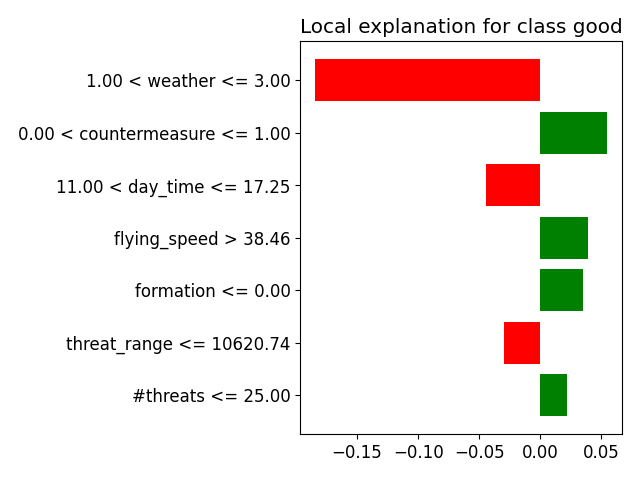 Local explanation for class good
1.00 < weather <= 3.00
0.00 < countermeasure <= 1.00
11.00 < day_time <= 17.25
flying_speed > 38.46
formation <= 0.00
threat_range <= 10620.74
#threats <= 25.00
−0.15 −0.10 −0.05 0.00 0.05